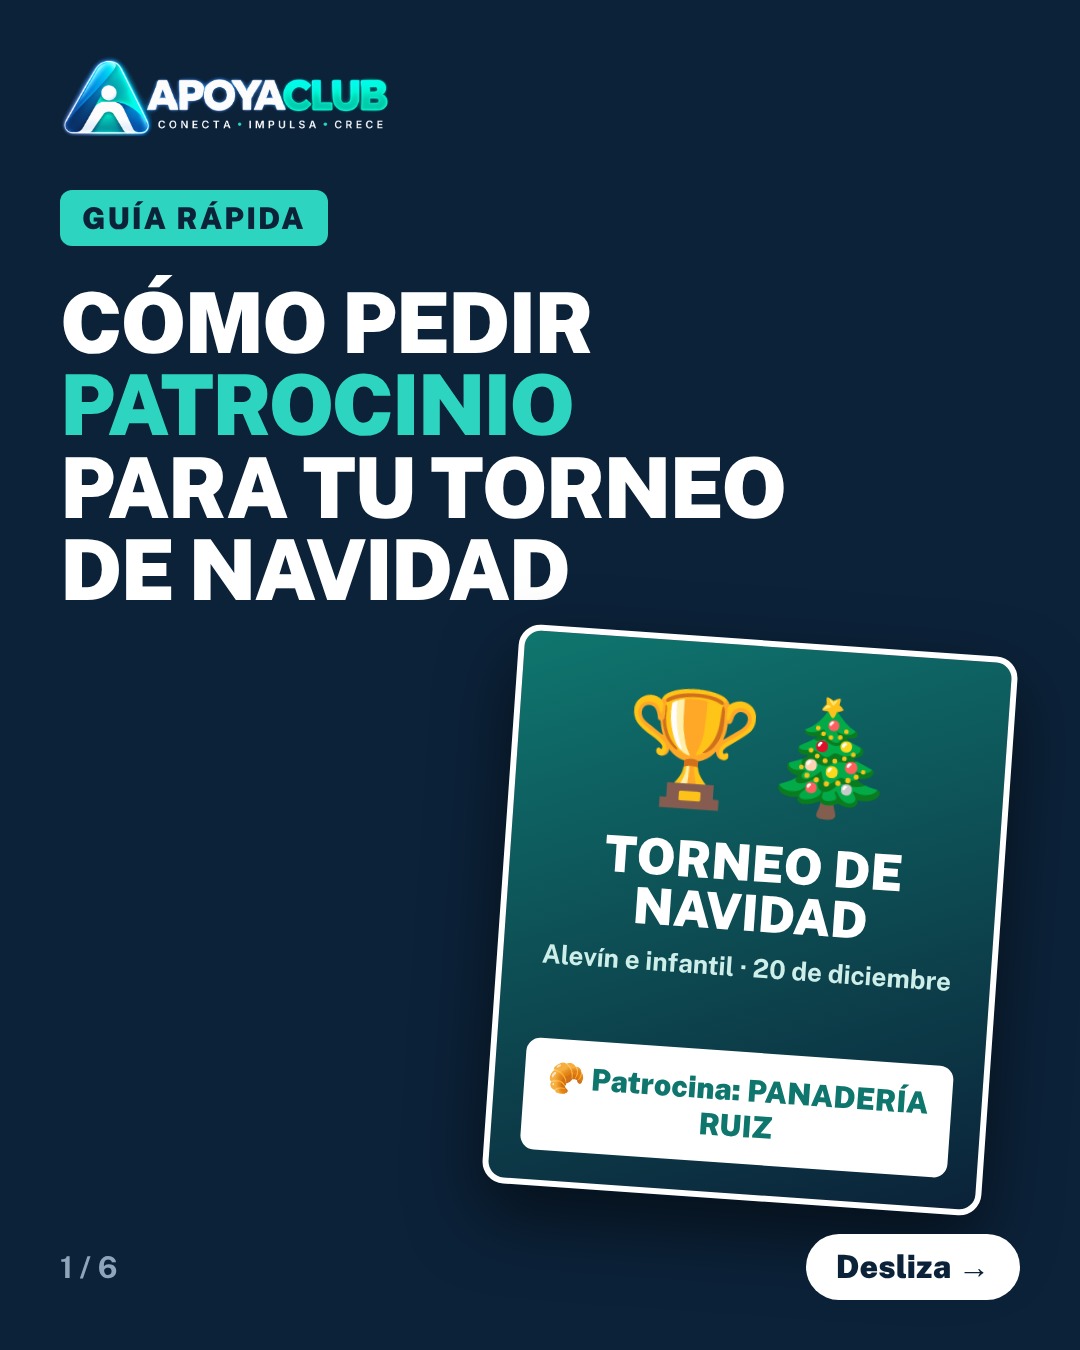 APOYACLUB
CONECTA • IMPULSA • CRECE
GUÍA RÁPIDA
CÓMO PEDIR
PATROCINIO
PARA TU TORNEO
DE NAVIDAD
TORNEO DE
NAVIDAD
Alevín e infantil · 20 de diciembre
🥐 Patrocina: PANADERÍA
RUIZ
1 / 6
Desliza →